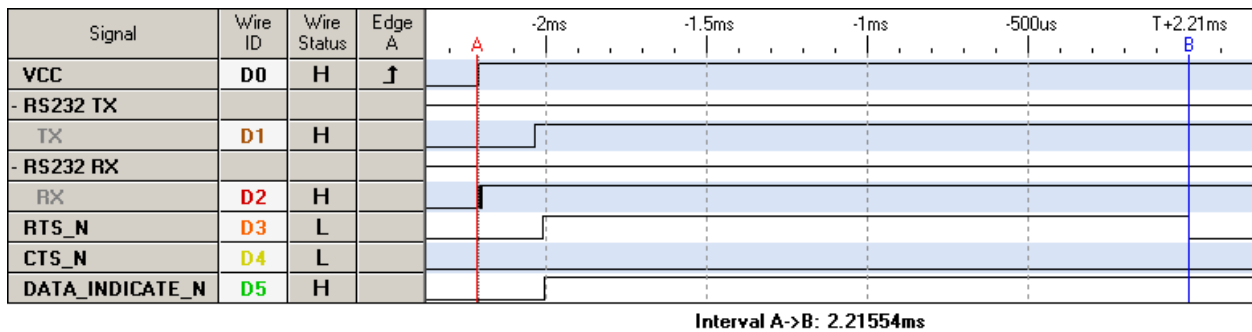 Signal Wire ID Wire Status Edge A -2ms -1.5ms -1ms -500us T+2.21ms
A B
VCC D0 H
- RS232 TX
TX D1 H
- RS232 RX
RX D2 H
RTS_N D3 L
CTS_N D4 L
DATA_INDICATE_N D5 H
Interval A->B: 2.21554ms